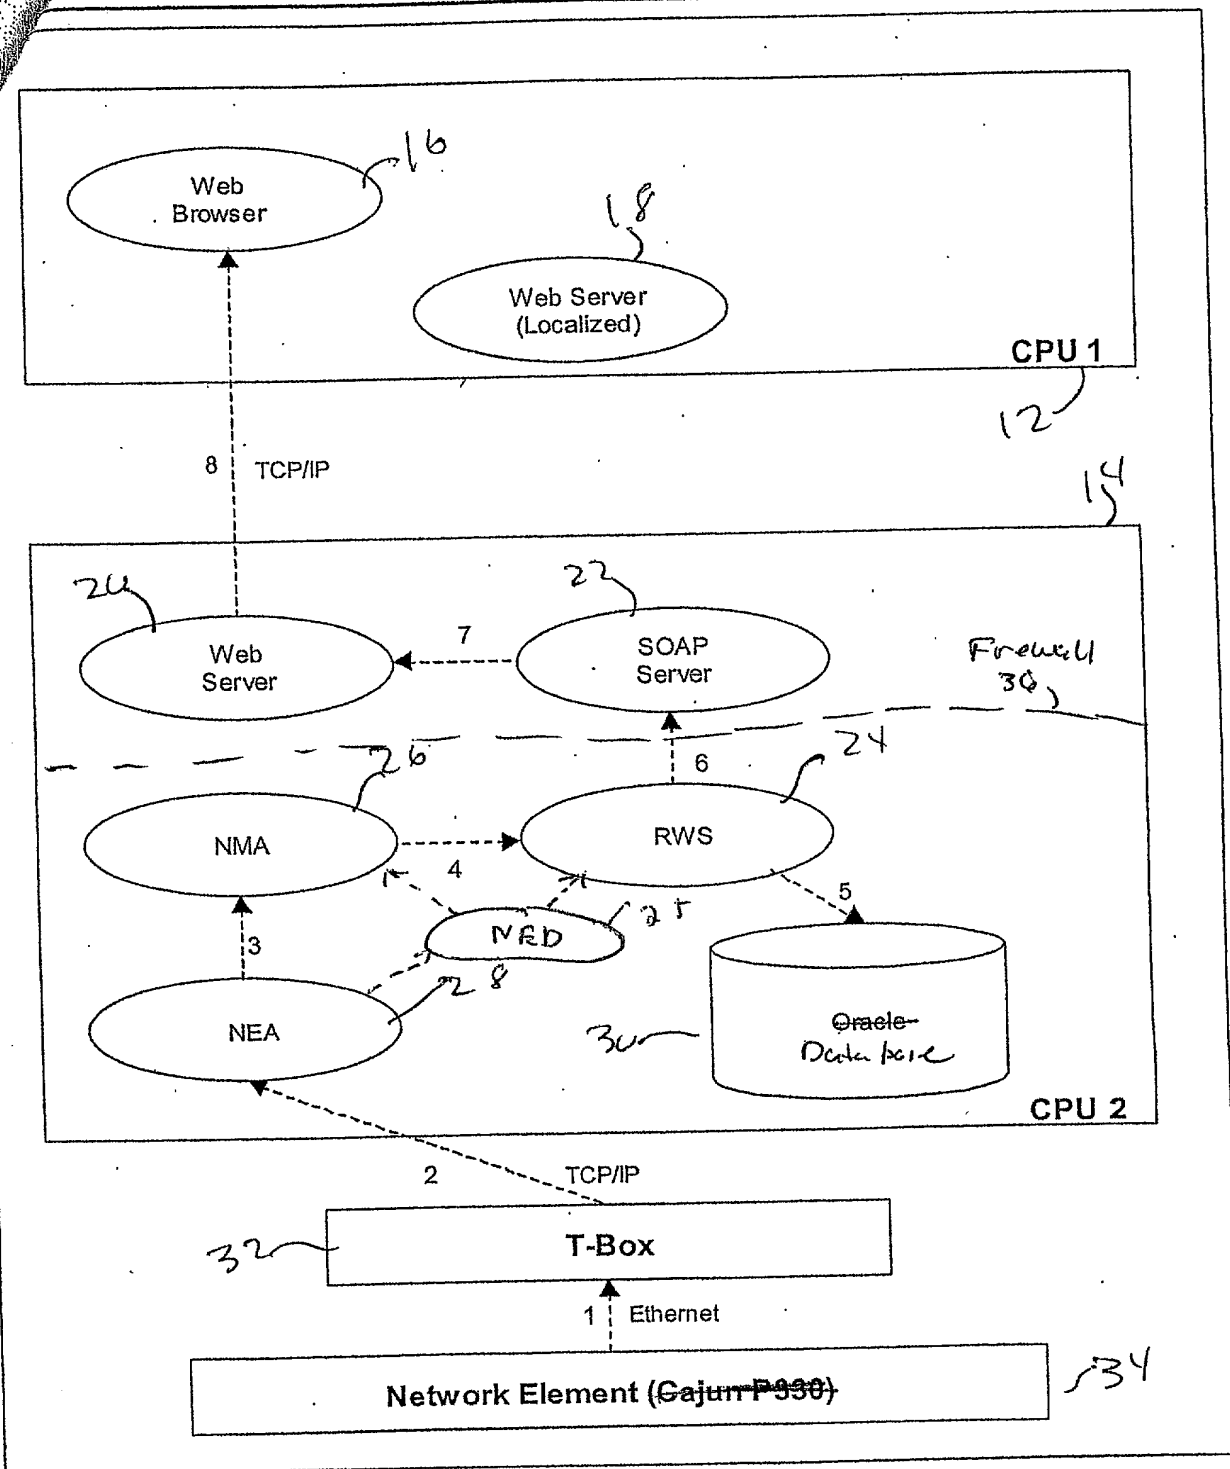 16
Web
Browser
18
Web Server
(Localized)
CPU 1
12
8 TCP/IP
14
20
22
7
Web
Server
SOAP
Server
Firewall
36
26
6
24
NMA
4
RWS
5
3
NED
25
28
NEA
30
Oracle
Database
CPU 2
2 TCP/IP
32
T-Box
1 Ethernet
Network Element (Cajun P330)
34